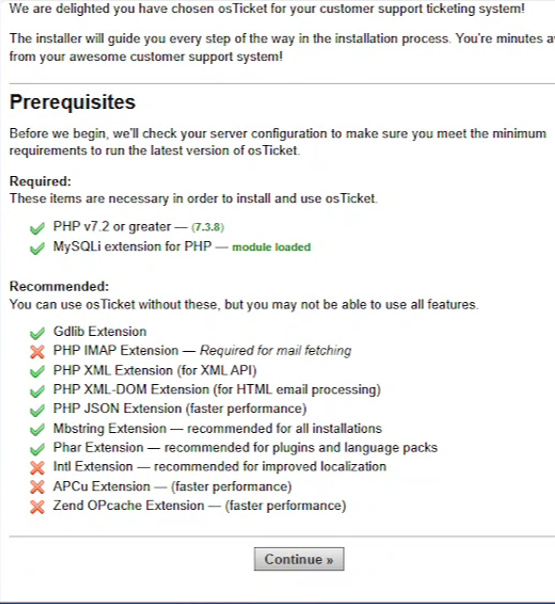 We are delighted you have chosen osTicket for your customer support ticketing system!
The installer will guide you every step of the way in the installation process. You're minutes a
from your awesome customer support system!
Prerequisites
Before we begin, we'll check your server configuration to make sure you meet the minimum
requirements to run the latest version of osTicket.
Required:
These items are necessary in order to install and use osTicket.
PHP v7.2 or greater — (7.3.8)
MySQLi extension for PHP — module loaded
Recommended:
You can use osTicket without these, but you may not be able to use all features.
Gdlib Extension
PHP IMAP Extension — Required for mail fetching
PHP XML Extension (for XML API)
PHP XML-DOM Extension (for HTML email processing)
PHP JSON Extension (faster performance)
Mbstring Extension — recommended for all installations
Phar Extension — recommended for plugins and language packs
Intl Extension — recommended for improved localization
APCu Extension — (faster performance)
Zend OPcache Extension — (faster performance)
Continue »